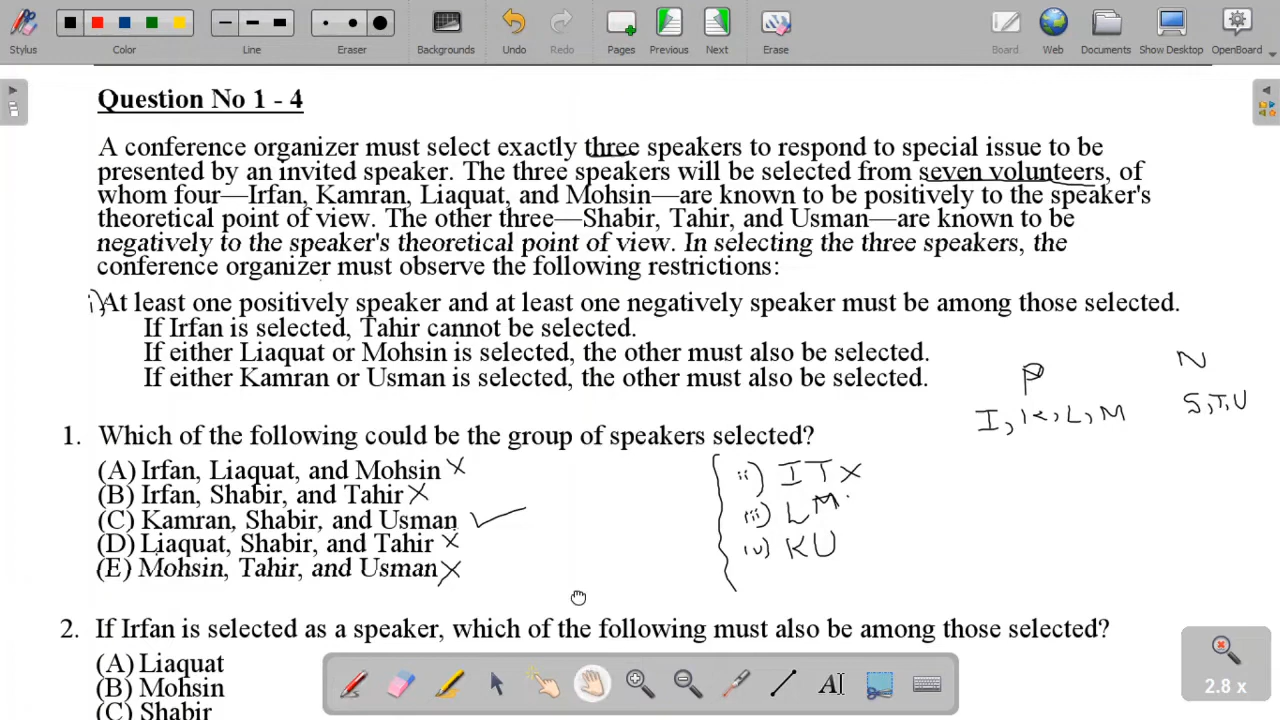 Stylus
Color
Line
Eraser
Backgrounds
Undo
Redo
Pages
Previous
Next
Erase
Board
Web
Documents
Show Desktop
OpenBoard
Question No 1 - 4
A conference organizer must select exactly three speakers to respond to special issue to be
presented by an invited speaker. The three speakers will be selected from seven volunteers, of
whom four—Irfan, Kamran, Liaquat, and Mohsin—are known to be positively to the speaker's
theoretical point of view. The other three—Shabir, Tahir, and Usman—are known to be
negatively to the speaker's theoretical point of view. In selecting the three speakers, the
conference organizer must observe the following restrictions:
i) At least one positively speaker and at least one negatively speaker must be among those selected.
If Irfan is selected, Tahir cannot be selected.
If either Liaquat or Mohsin is selected, the other must also be selected.
If either Kamran or Usman is selected, the other must also be selected.
P
N
I, K, L, M
S, T, U
1. Which of the following could be the group of speakers selected?
(A) Irfan, Liaquat, and Mohsin x
(B) Irfan, Shabir, and Tahir x
(C) Kamran, Shabir, and Usman ✓
(D) Liaquat, Shabir, and Tahir x
(E) Mohsin, Tahir, and Usman x
ii) I T x
iii) L M
iv) K U
2. If Irfan is selected as a speaker, which of the following must also be among those selected?
(A) Liaquat
(B) Mohsin
(C) Shabir
2.8 x